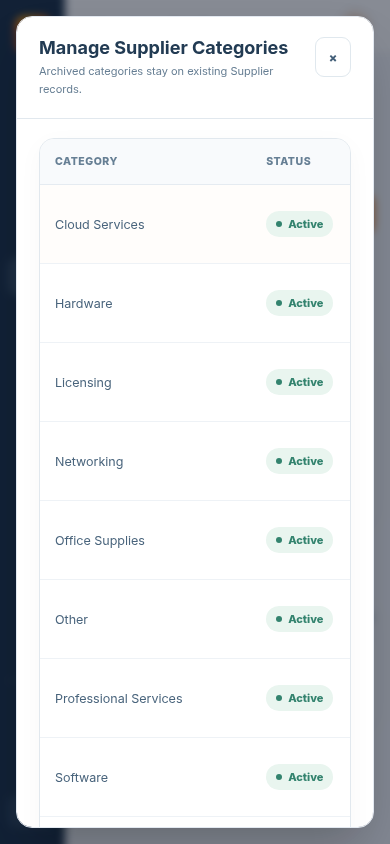 Manage Supplier Categories
Archived categories stay on existing Supplier
records.
×
CATEGORY STATUS
Cloud Services Active
Hardware Active
Licensing Active
Networking Active
Office Supplies Active
Other Active
Professional Services Active
Software Active